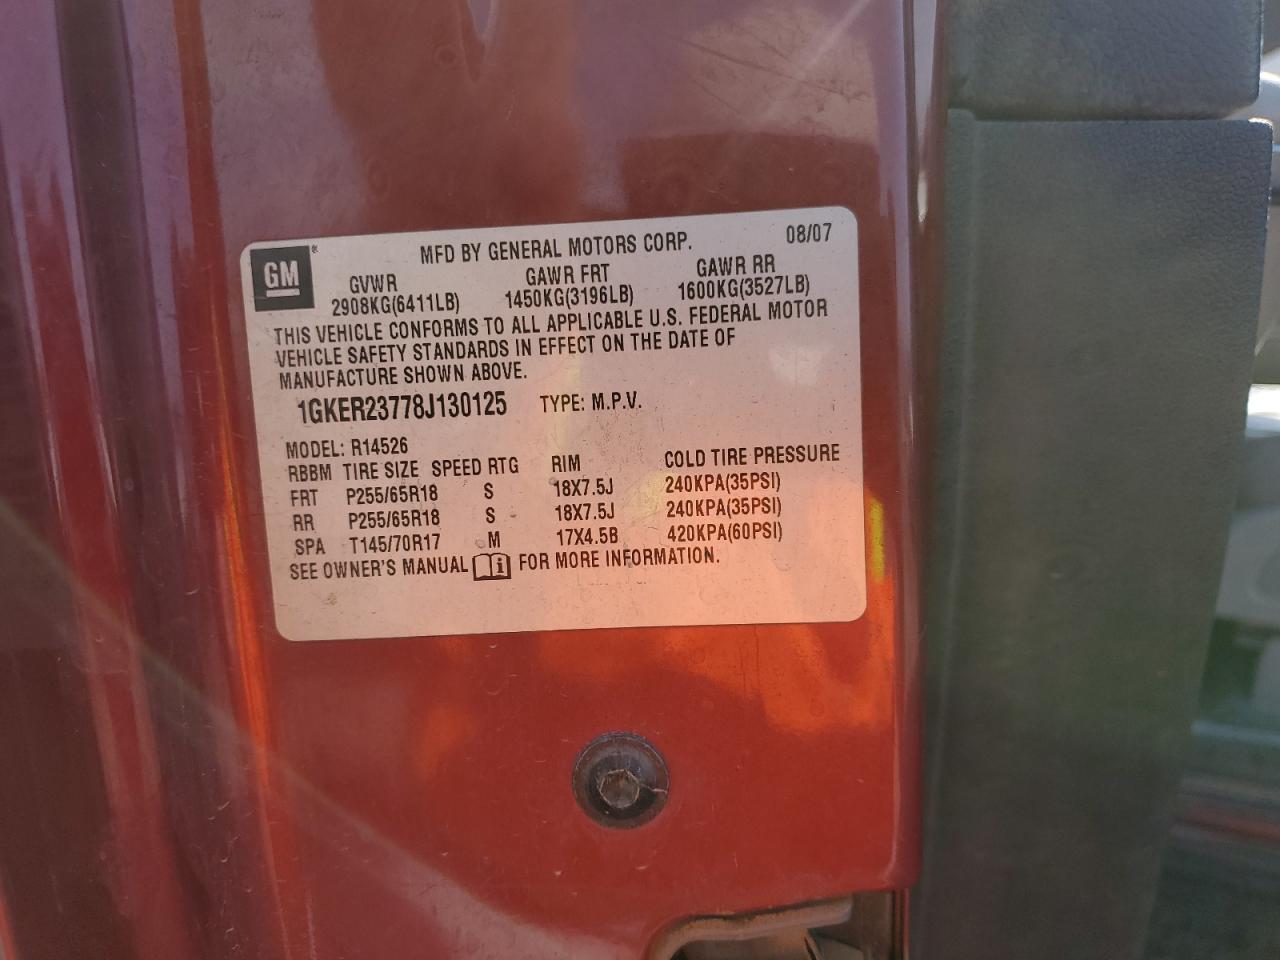 GM® MFD BY GENERAL MOTORS CORP. 08/07
GVWR GAWR FRT GAWR RR
2908KG(6411LB) 1450KG(3196LB) 1600KG(3527LB)
THIS VEHICLE CONFORMS TO ALL APPLICABLE U.S. FEDERAL MOTOR
VEHICLE SAFETY STANDARDS IN EFFECT ON THE DATE OF
MANUFACTURE SHOWN ABOVE.
1GKER23778J130125 TYPE: M.P.V.
MODEL: R14526
RBBM TIRE SIZE SPEED RTG RIM COLD TIRE PRESSURE
FRT P255/65R18 S 18X7.5J 240KPA(35PSI)
RR P255/65R18 S 18X7.5J 240KPA(35PSI)
SPA T145/70R17 M 17X4.5B 420KPA(60PSI)
SEE OWNER'S MANUAL i FOR MORE INFORMATION.